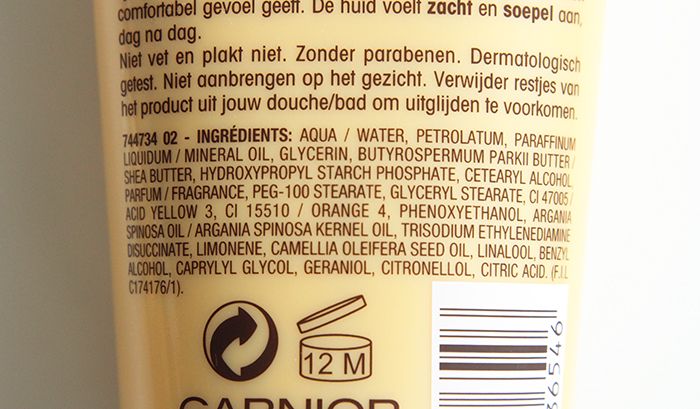 comfortabel gevoel geeft. De huid voelt zacht en soepel aan,
dag na dag.
Niet vet en plakt niet. Zonder parabenen. Dermatologisch
getest. Niet aanbrengen op het gezicht. Verwijder restjes van
het product uit jouw douche/bad om uitglijden te voorkomen.
744734 02 - INGRÉDIENTS: AQUA / WATER, PETROLATUM, PARAFFINUM
LIQUIDUM / MINERAL OIL, GLYCERIN, BUTYROSPERMUM PARKII BUTTER /
SHEA BUTTER, HYDROXYPROPYL STARCH PHOSPHATE, CETEARYL ALCOHOL,
PARFUM / FRAGRANCE, PEG-100 STEARATE, GLYCERYL STEARATE, CI 47005 /
ACID YELLOW 3, CI 15510 / ORANGE 4, PHENOXYETHANOL, ARGANIA
SPINOSA OIL / ARGANIA SPINOSA KERNEL OIL, TRISODIUM ETHYLENEDIAMINE
DISUCCINATE, LIMONENE, CAMELLIA OLEIFERA SEED OIL, LINALOOL, BENZYL
ALCOHOL, CAPRYLYL GLYCOL, GERANIOL, CITRONELLOL, CITRIC ACID. (F.I.L.
C174176/1).
12 M
GARNIER